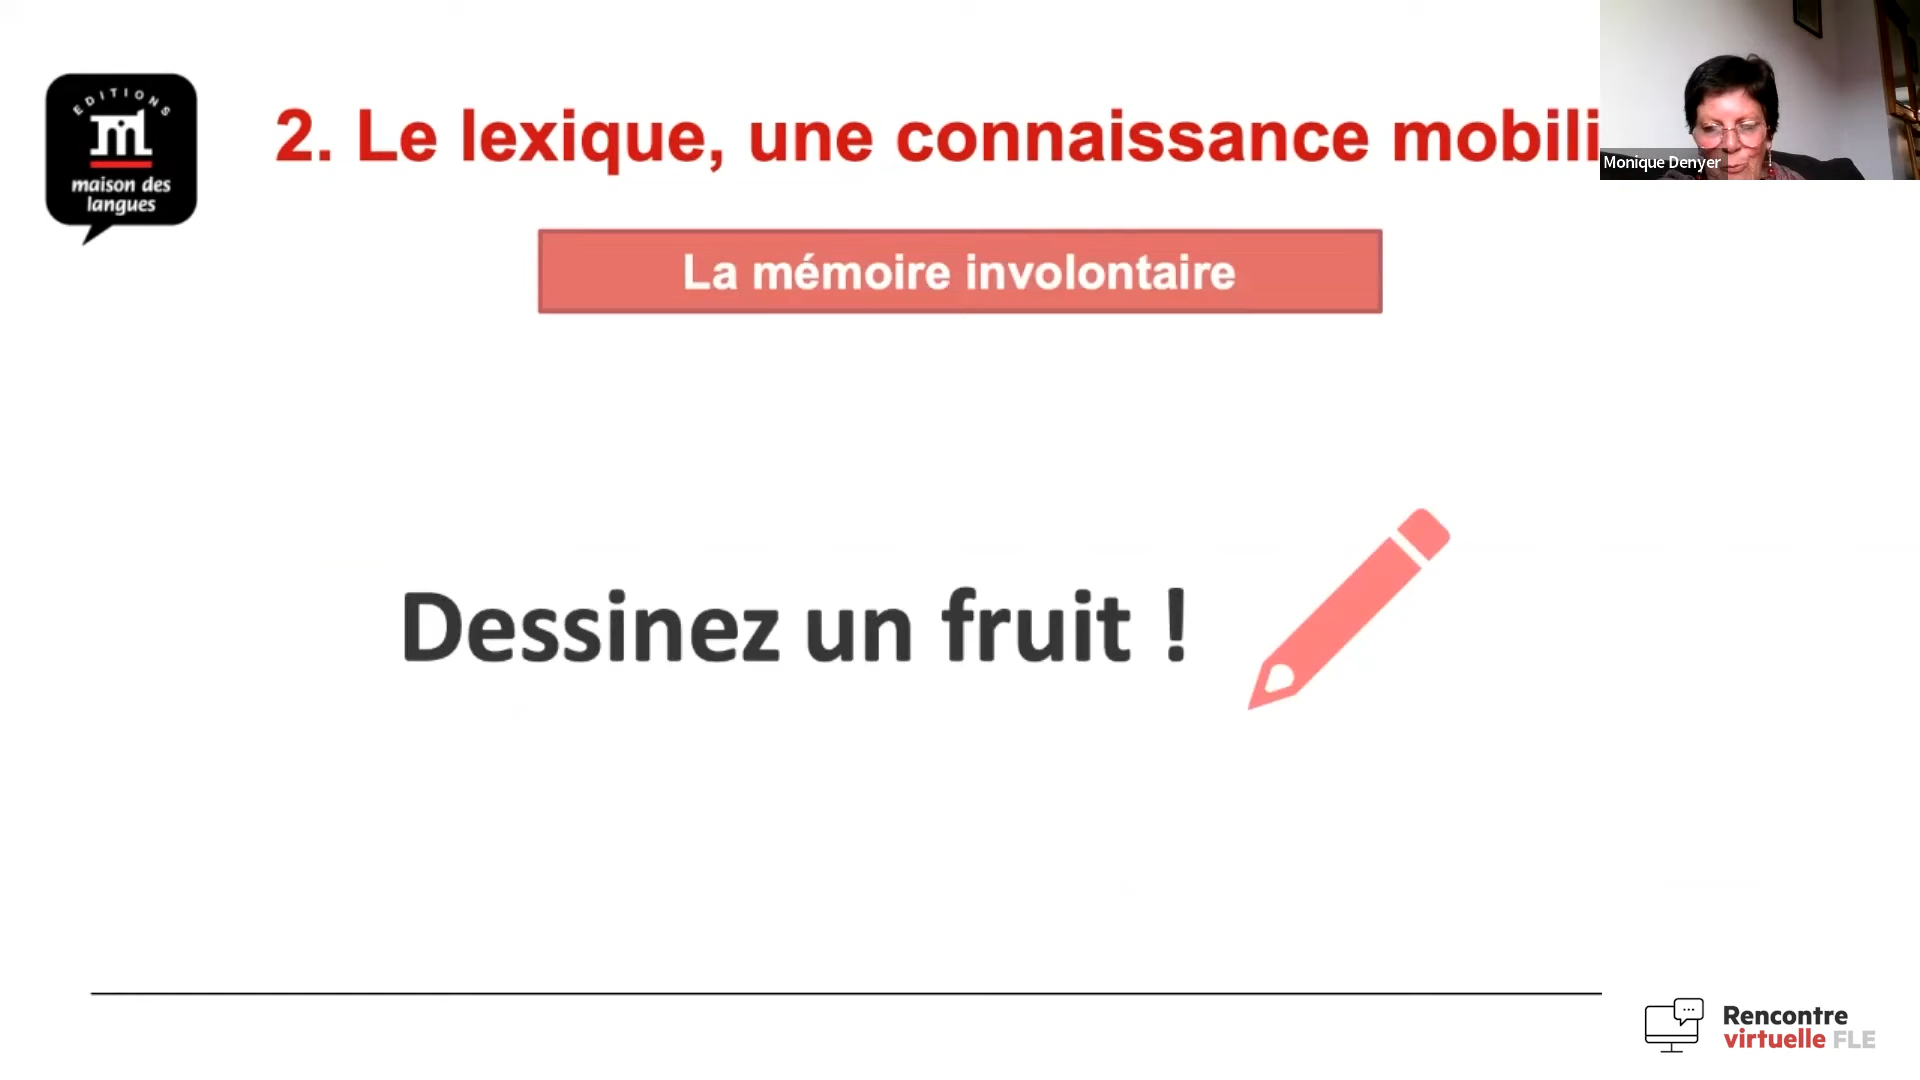 EDITIONS
maison des
langues
2. Le lexique, une connaissance mobili
Monique Denyer
La mémoire involontaire
Dessinez un fruit !
Rencontre
virtuelle FLE